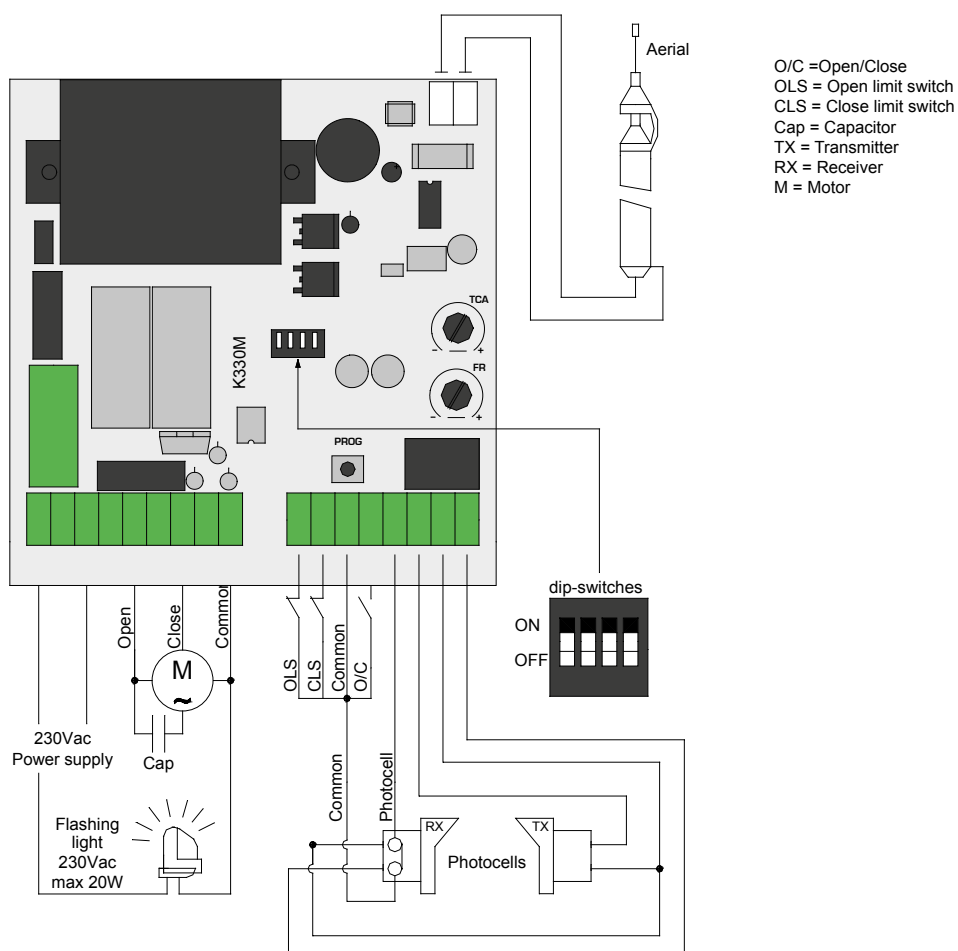 Aerial
O/C =Open/Close
OLS = Open limit switch
CLS = Close limit switch
Cap = Capacitor
TX = Transmitter
RX = Receiver
M = Motor
TCA
- +
K330M
FR
- +
PROG
dip-switches
ON
OFF
Open
Close
Common
OLS
CLS
Common
O/C
M
~
230Vac
Power supply
Cap
Common
Photocell
Flashing
light
230Vac
max 20W
RX
TX
Photocells